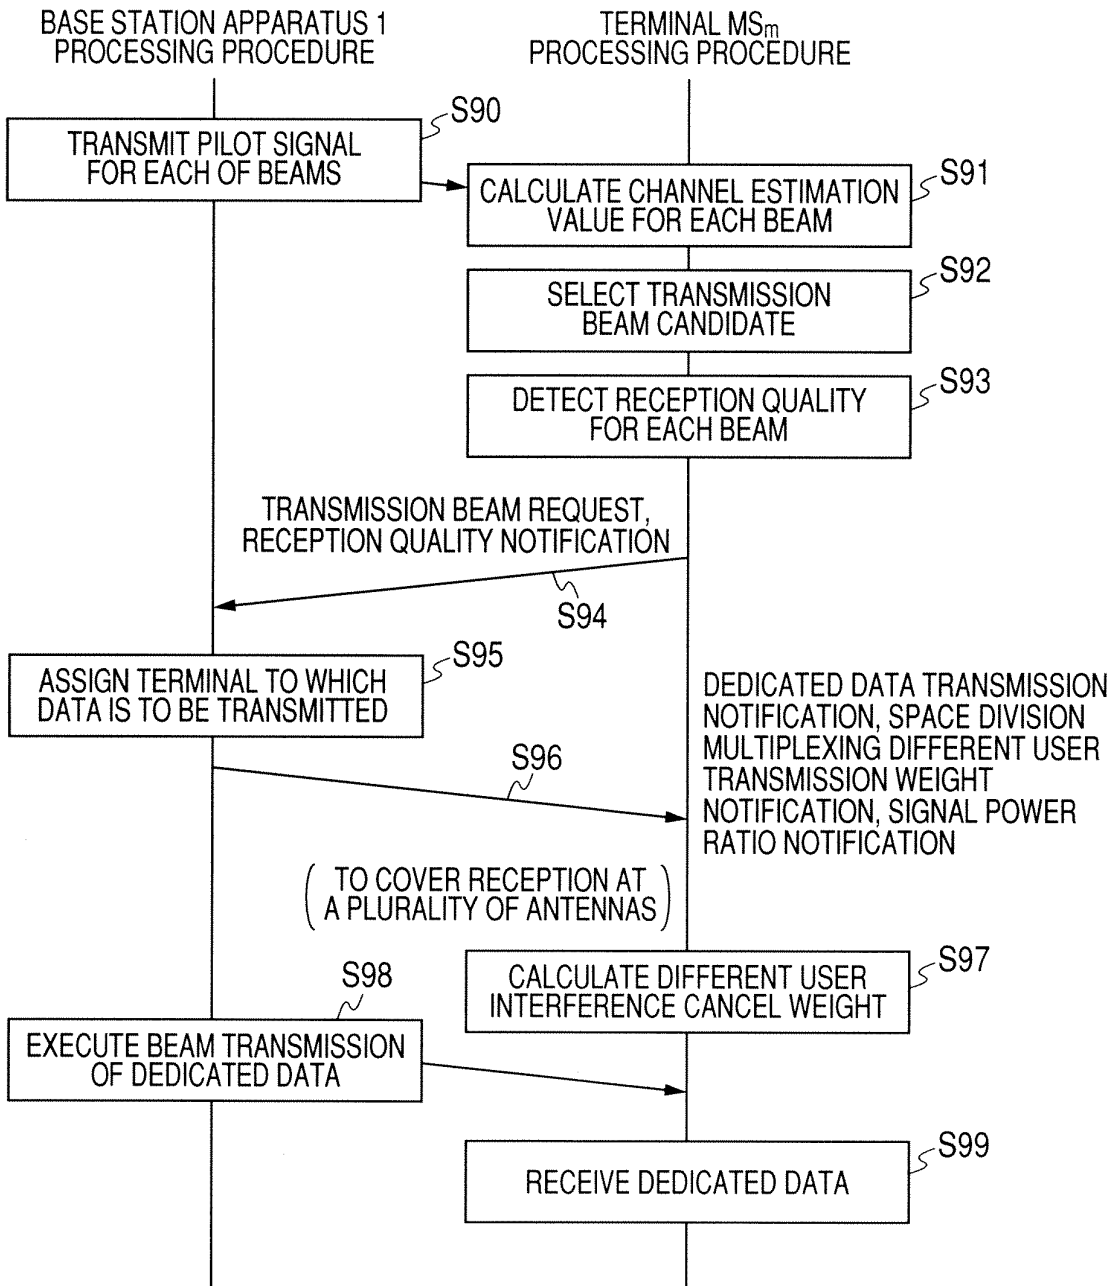 BASE STATION APPARATUS 1
PROCESSING PROCEDURE
TERMINAL MSm
PROCESSING PROCEDURE
S90
TRANSMIT PILOT SIGNAL
FOR EACH OF BEAMS
S91
CALCULATE CHANNEL ESTIMATION
VALUE FOR EACH BEAM
S92
SELECT TRANSMISSION
BEAM CANDIDATE
S93
DETECT RECEPTION QUALITY
FOR EACH BEAM
TRANSMISSION BEAM REQUEST,
RECEPTION QUALITY NOTIFICATION
S94
S95
ASSIGN TERMINAL TO WHICH
DATA IS TO BE TRANSMITTED
S96
DEDICATED DATA TRANSMISSION
NOTIFICATION, SPACE DIVISION
MULTIPLEXING DIFFERENT USER
TRANSMISSION WEIGHT
NOTIFICATION, SIGNAL POWER
RATIO NOTIFICATION
(TO COVER RECEPTION AT
A PLURALITY OF ANTENNAS)
S97
CALCULATE DIFFERENT USER
INTERFERENCE CANCEL WEIGHT
S98
EXECUTE BEAM TRANSMISSION
OF DEDICATED DATA
S99
RECEIVE DEDICATED DATA